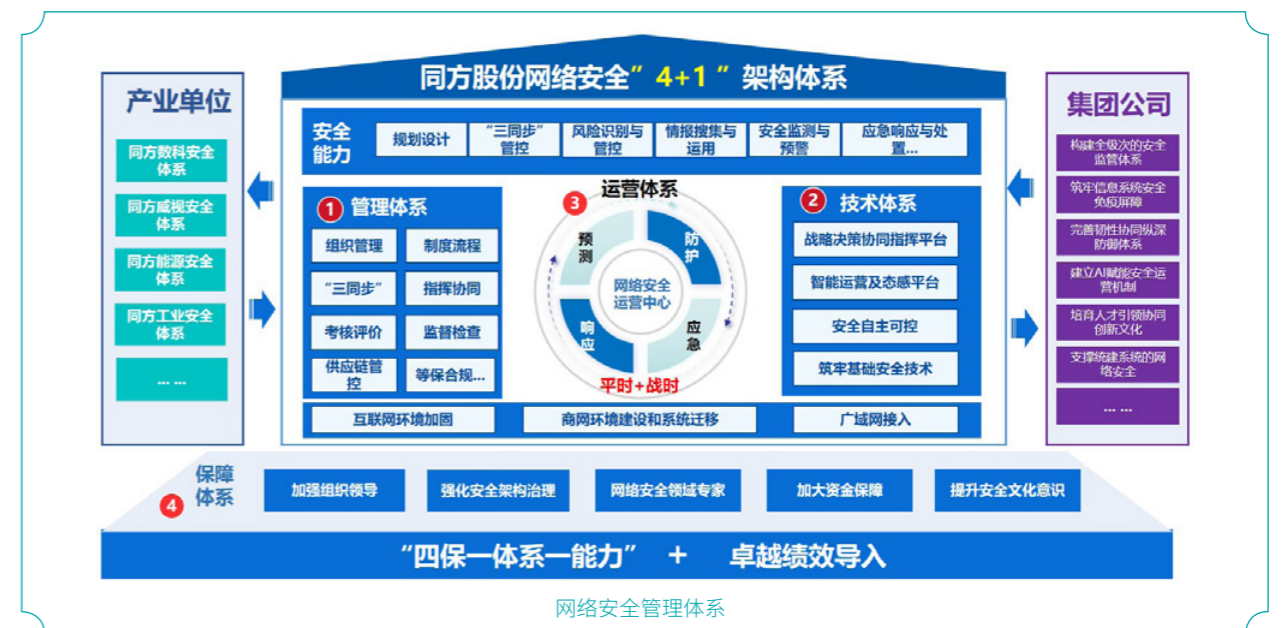 同方股份网络安全”4+1”架构体系
产业单位
同方数科安全
体系
同方威视安全
体系
同方能源安全
体系
同方工业安全
体系
... ...
安全
能力
规划设计
“三同步”
管控
风险识别与
管控
情报搜集与
运用
安全监测与
预警
应急响应与处
置...
1 管理体系
组织管理
制度流程
“三同步”
指挥协同
考核评价
监督检查
供应链管
控
等保合规...
3
运营体系
预
测
防
护
网络安全
运营中心
响
应
应
急
平时+战时
2 技术体系
战略决策协同指挥平台
智能运营及态感平台
安全自主可控
筑牢基础安全技术
互联网环境加固
商网环境建设和系统迁移
广域网接入
集团公司
构建全级次的安全
监管体系
筑牢信息系统安全
免疫屏障
完善韧性协同纵深
防御体系
建立AI赋能安全运
营机制
培育人才引领协同
创新文化
支撑统建系统的网
络安全
... ...
保障
4 体系
加强组织领导
强化安全架构治理
网络安全领域专家
加大资金保障
提升安全文化意识
“四保一体系一能力” + 卓越绩效导入
网络安全管理体系